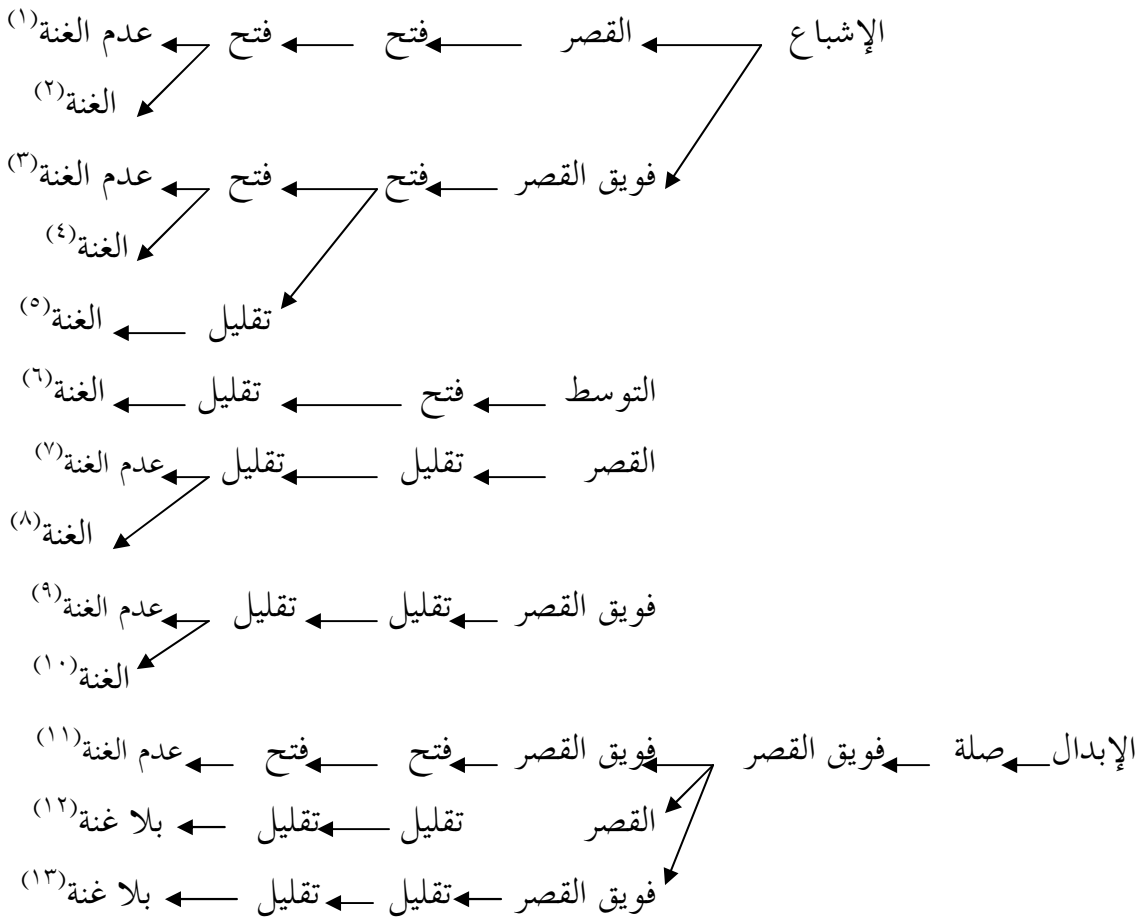 الإشباع القصر فتح فتح عدم الغنة(١)
الغنة(٢)
فويق القصر فتح فتح عدم الغنة(٣)
الغنة(٤)
تقليل الغنة(٥)
التوسط فتح تقليل الغنة(٦)
القصر تقليل تقليل عدم الغنة(٧)
الغنة(٨)
فويق القصر تقليل تقليل عدم الغنة(٩)
الغنة(١٠)
الإبدال صلة فويق القصر فويق القصر فتح فتح عدم الغنة(١١)
القصر تقليل تقليل بلا غنة(١٢)
فويق القصر تقليل تقليل بلا غنة(١٣)